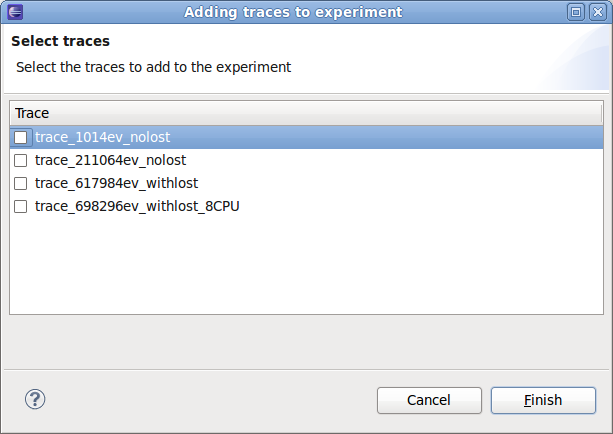 Adding traces to experiment
Select traces
Select the traces to add to the experiment
Trace
trace_1014ev_nolost
trace_211064ev_nolost
trace_617984ev_withlost
trace_698296ev_withlost_8CPU
?
Cancel
Finish